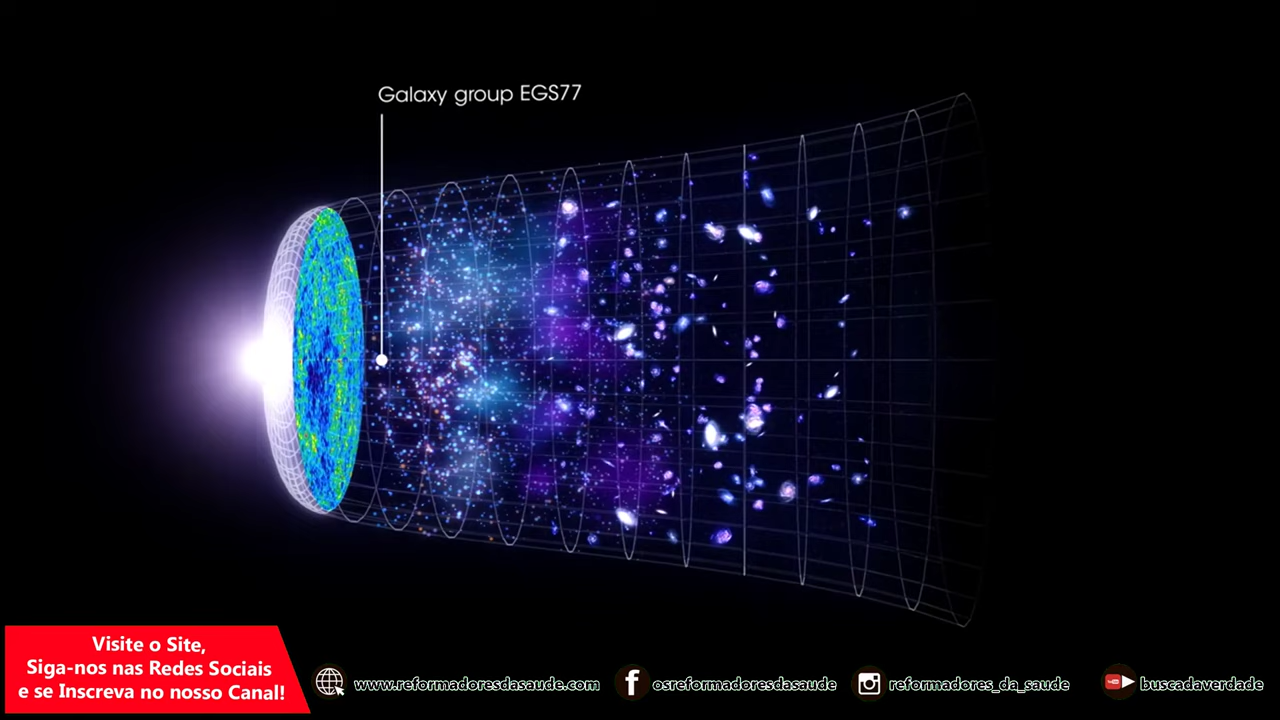 Galaxy group EGS77
Visite o Site,
Siga-nos nas Redes Sociais
e se Inscreva no nosso Canal!
www.reformadoresdasaude.com
osreformadoresdasaude
reformadores_da_saude
buscadaverdade